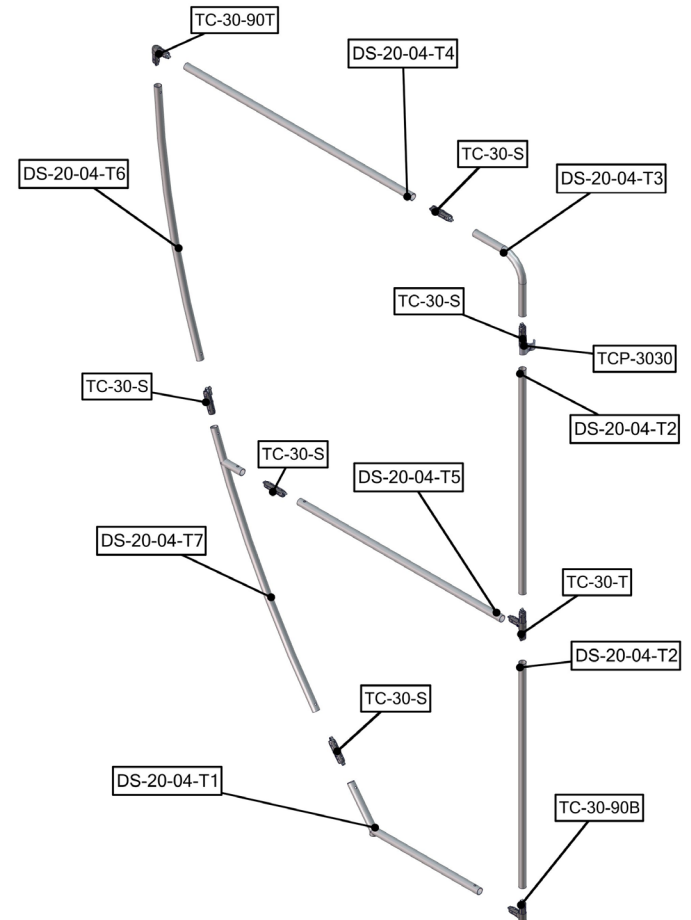 TC-30-90T
DS-20-04-T4
TC-30-S
DS-20-04-T6
DS-20-04-T3
TC-30-S
TCP-3030
TC-30-S
DS-20-04-T2
TC-30-S
DS-20-04-T5
DS-20-04-T7
TC-30-T
DS-20-04-T2
TC-30-S
DS-20-04-T1
TC-30-90B